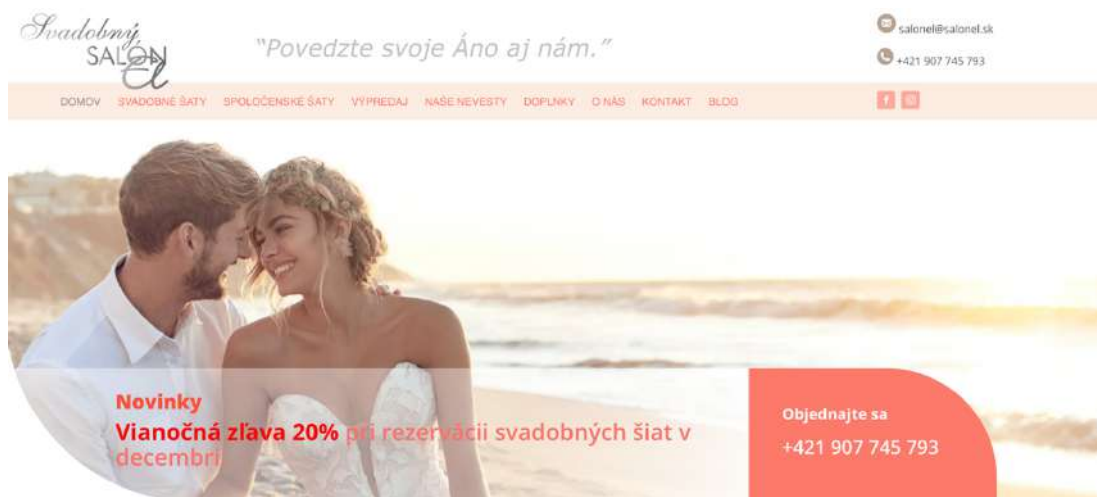 Svadobný
SALÓN
El
"Povedzte svoje Áno aj nám."
salonel@salonel.sk
+421 907 745 793
DOMOV SVADOBNÉ ŠATY SPOLOČENSKÉ ŠATY VÝPREDAJ NAŠE NEVESTY DOPLNKY O NÁS KONTAKT BLOG
Novinky
Vianočná zľava 20% pri rezervácii svadobných šiat v
decembri
Objednajte sa
+421 907 745 793